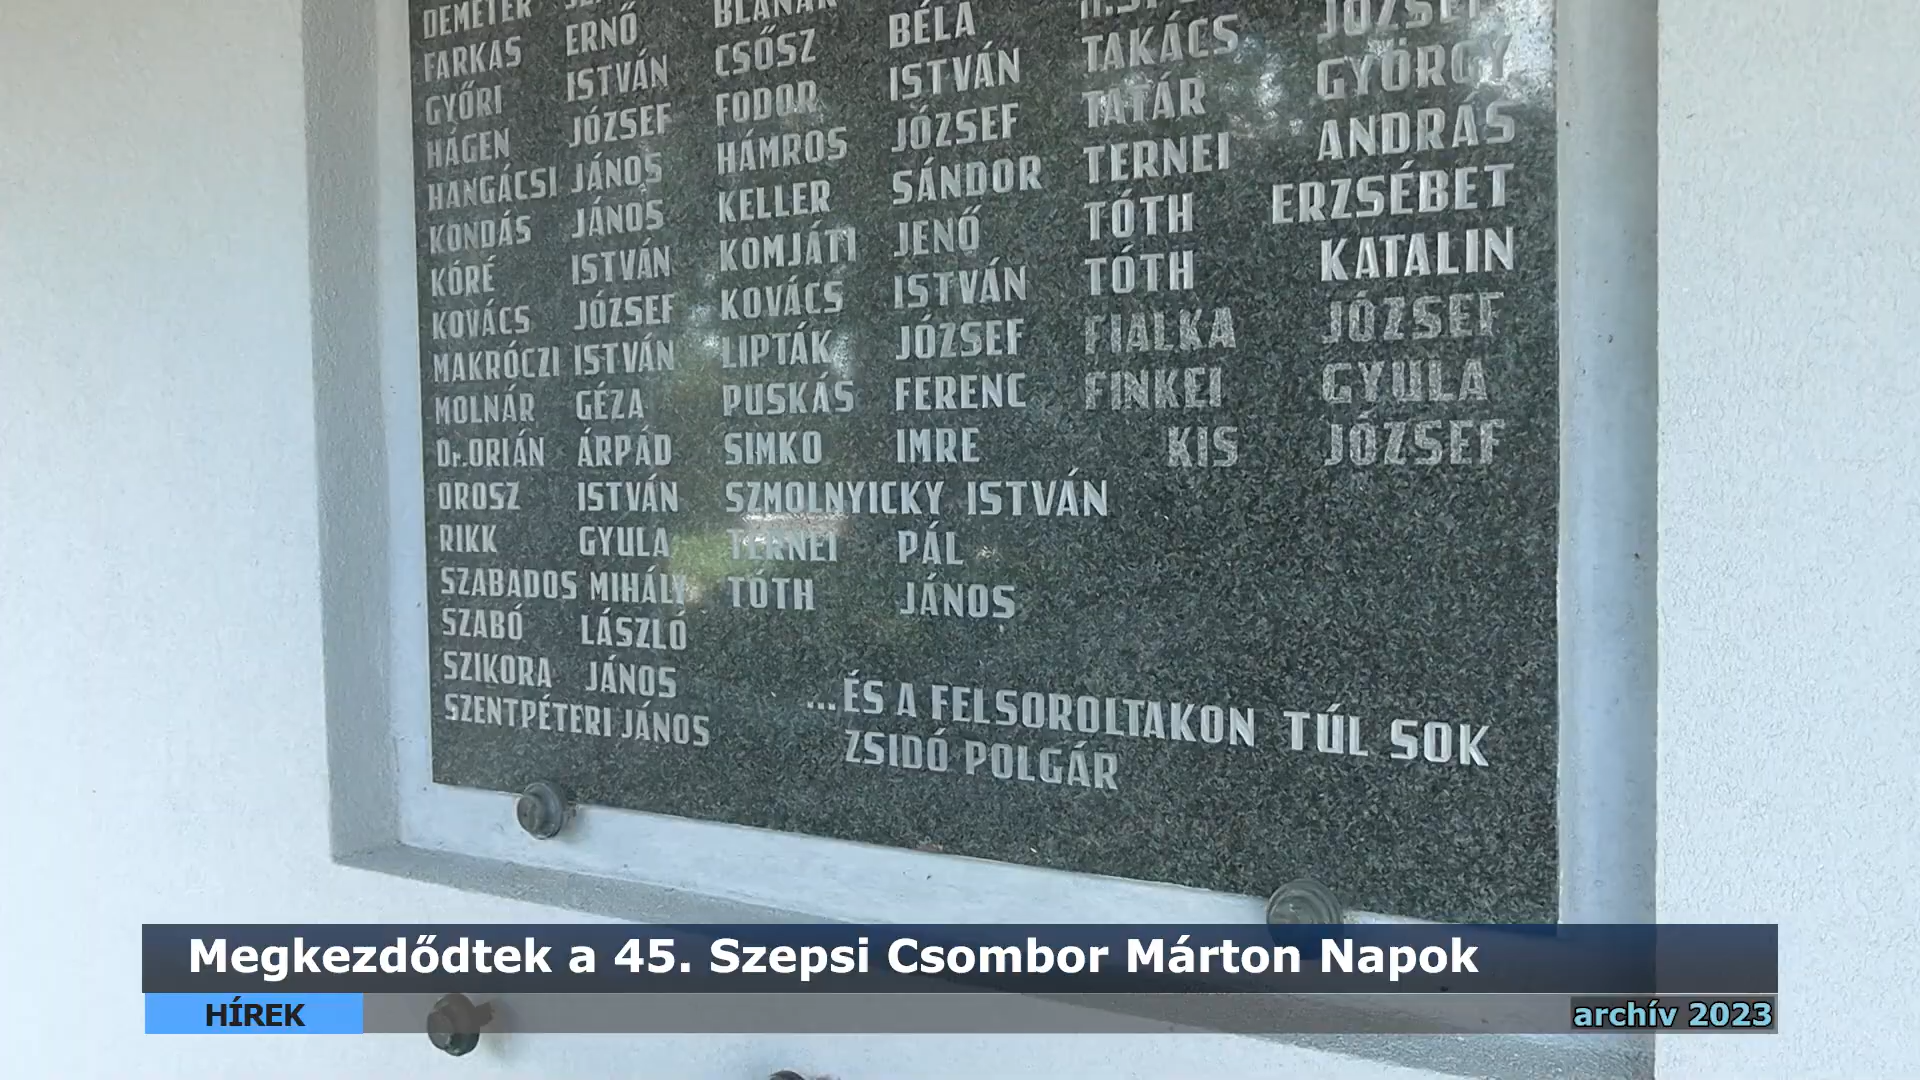 DEMETER
FARKAS ERNŐ
GYŐRI ISTVÁN
HÁGEN JÓZSEF
HANGÁCSI JÁNOS
KONDÁS JÁNOS
KÓRÉ ISTVÁN
KOVÁCS JÓZSEF
MAKRÓCZI ISTVÁN
MOLNÁR GÉZA
Dr.ORIÁN ÁRPÁD
OROSZ ISTVÁN
RIKK GYULA
SZABADOS MIHÁLY
SZABÓ LÁSZLÓ
SZIKORA JÁNOS
SZENTPÉTERI JÁNOS
CSŐSZ BÉLA
FODOR ISTVÁN
HÁMROS JÓZSEF
KELLER SÁNDOR
KOMJÁTI JENŐ
KOVÁCS ISTVÁN
LIPTÁK JÓZSEF
PUSKÁS FERENC
SIMKO IMRE
SZMOLNYICKY ISTVÁN
TERNEI PÁL
TÓTH JÁNOS
TAKÁCS JÓZSEF
TATÁR GYÖRGY
TERNEI ANDRÁS
TÓTH ERZSÉBET
TÓTH KATALIN
FIALKA JÓZSEF
FINKEI GYULA
KIS JÓZSEF
...ÉS A FELSOROLTAKON TÚL SOK
ZSIDÓ POLGÁR
Megkezdődtek a 45. Szepsi Csombor Márton Napok
HÍREK
archív 2023